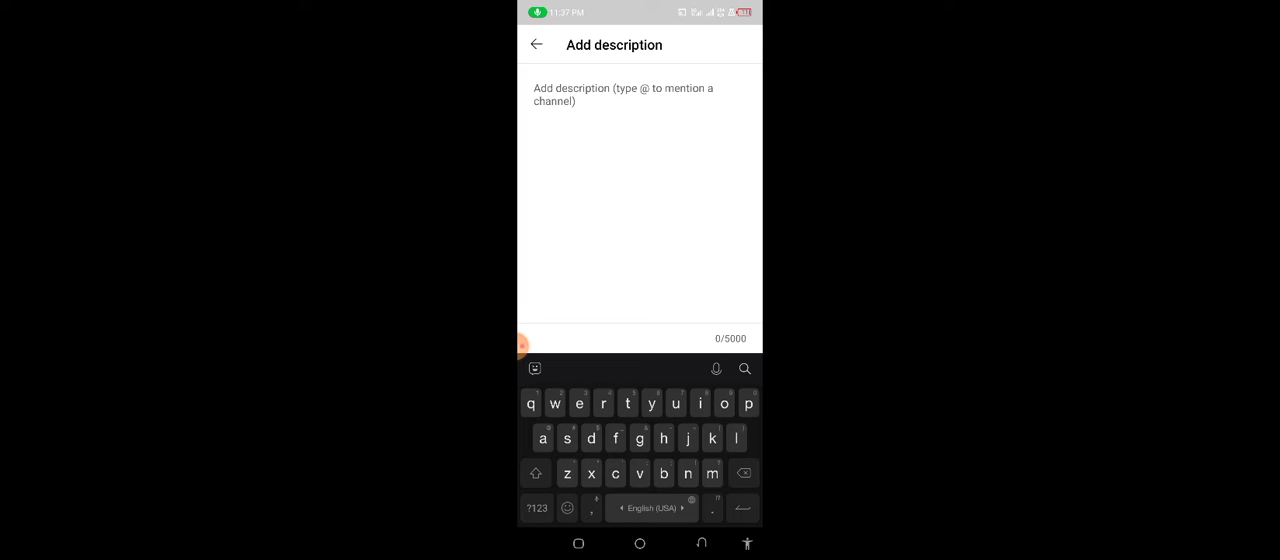 11:37 PM
Add description
Add description (type @ to mention a
channel)
0/5000
q w e r t y u i o p
a s d f g h j k l
z x c v b n m
?123 , English (USA) .